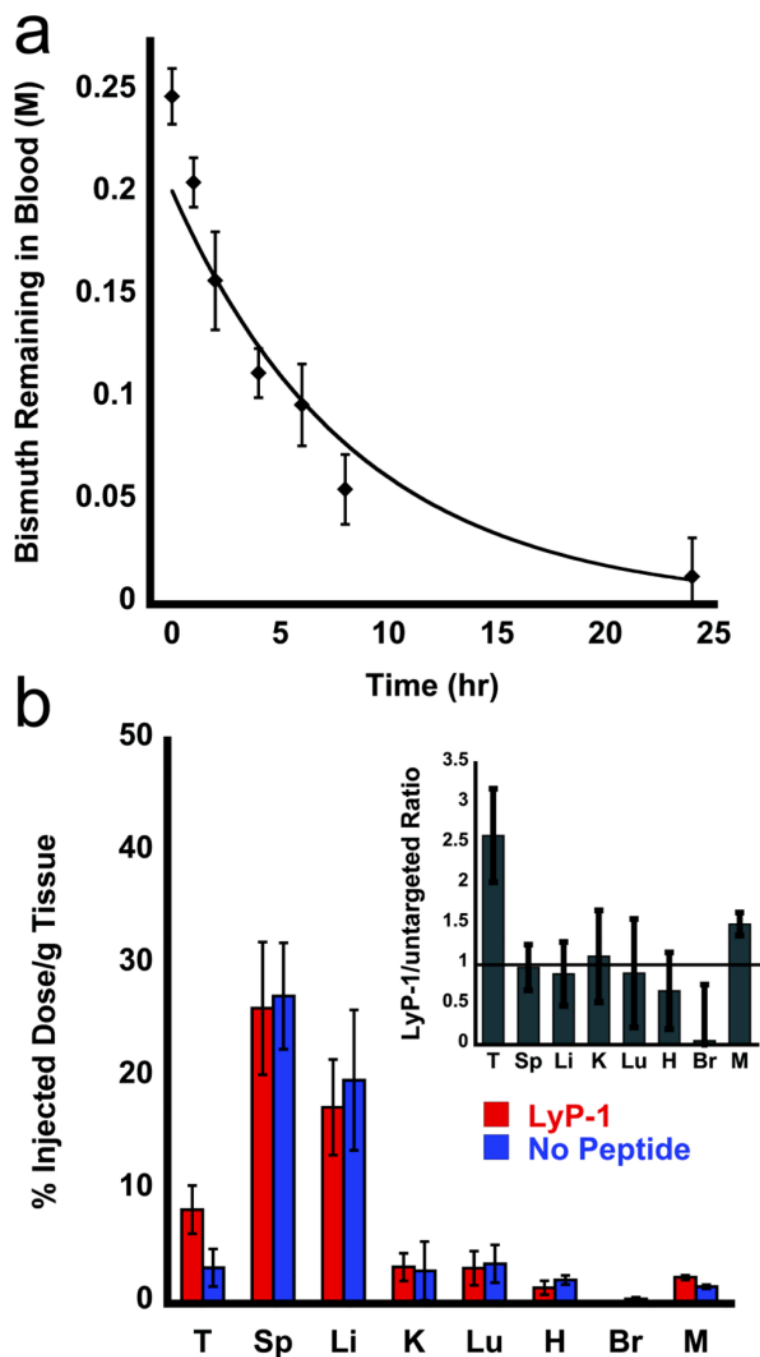 a
Bismuth Remaining in Blood (M)
0.25
0.2
0.15
0.1
0.05
0
0 5 10 15 20 25
Time (hr)
b
% Injected Dose/g Tissue
50
40
30
20
10
0
T Sp Li K Lu H Br M
LyP-1/untargeted Ratio
3.5
3
2.5
2
1.5
1
0.5
0
T Sp Li K Lu H Br M
LyP-1
No Peptide